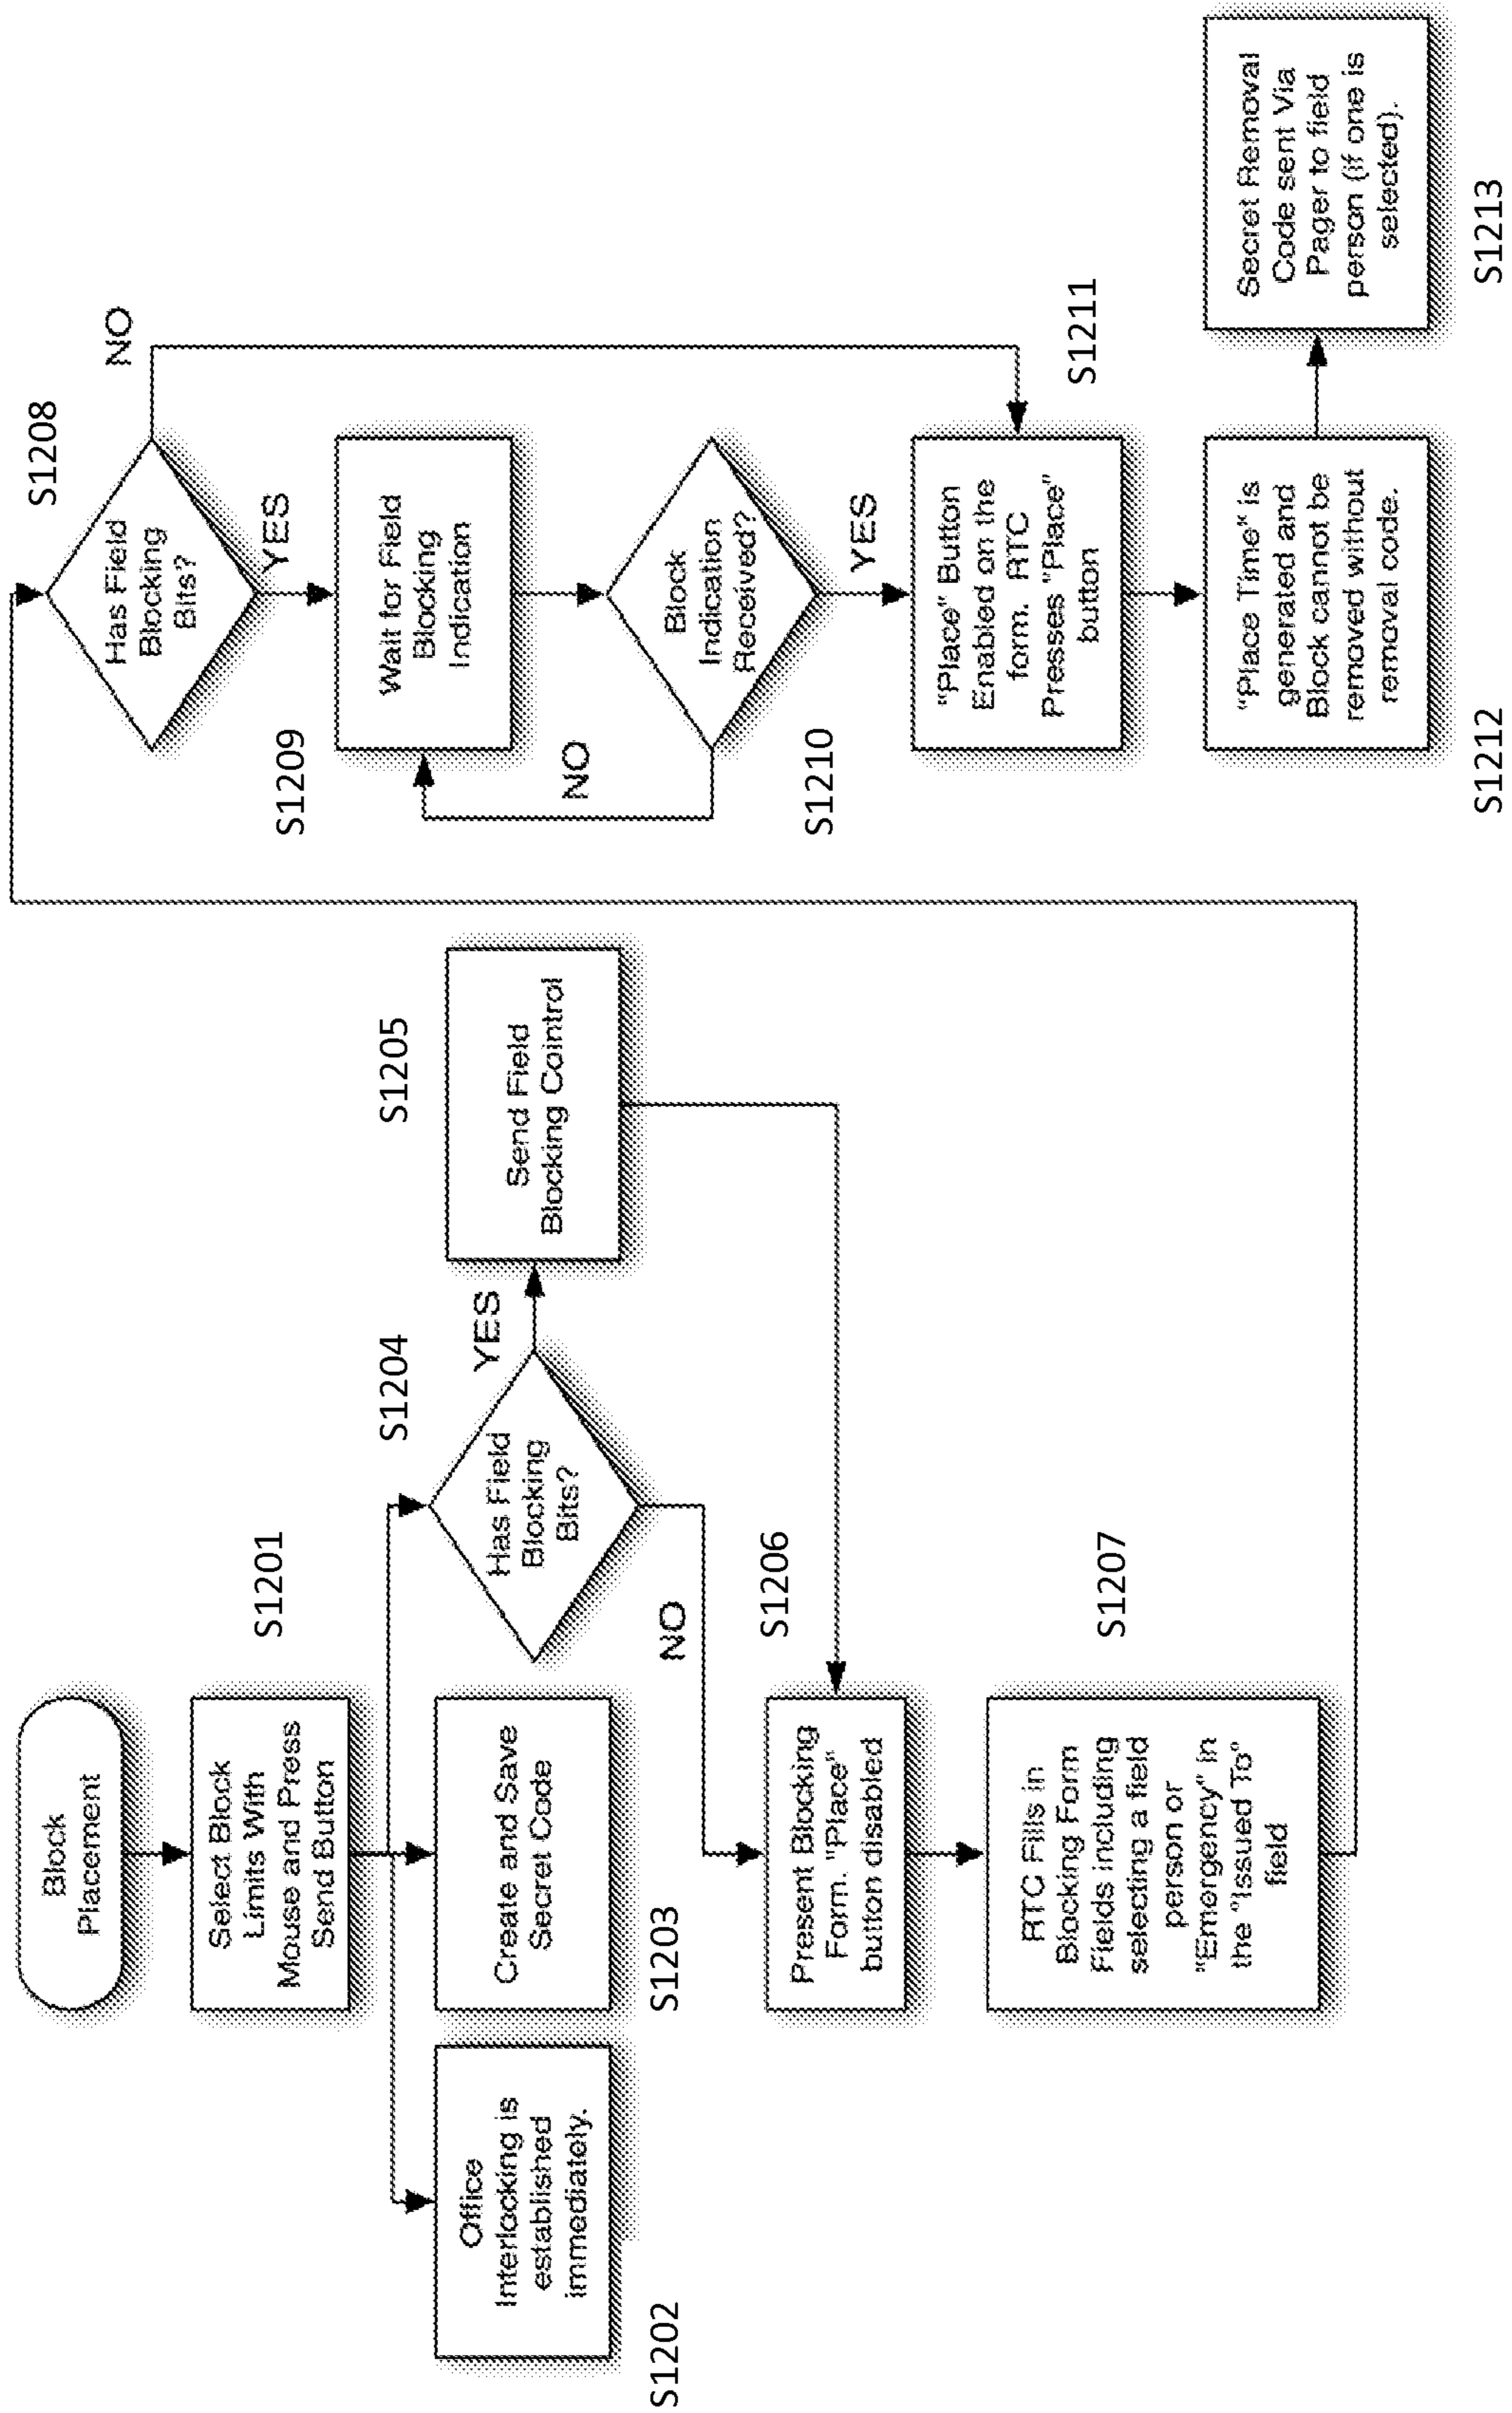 Block
Placement
Select Block
Limits With
Mouse and Press
Send Button
S1201
Office
Interlocking is
established
immediately.
S1202
Create and Save
Secret Code
S1203
Has Field
Blocking
Bits?
S1204
YES
NO
Send Field
Blocking Cointrol
S1205
Present Blocking
Form. "Place"
button disabled
S1206
RTC Fills in
Blocking Form
Fields including
selecting a field
person or
"Emergency" in
the "Issued To"
field
S1207
Has Field
Blocking
Bits?
S1208
NO
YES
Wait for Field
Blocking
Indication
S1209
Block
Indication
Received?
S1210
NO
YES
"Place" Button
Enabled on the
form. RTC
Presses "Place"
button
S1211
"Place Time" is
generated and
Block cannot be
removed without
removal code.
S1212
Secret Removal
Code sent Via
Pager to field
person (if one is
selected).
S1213